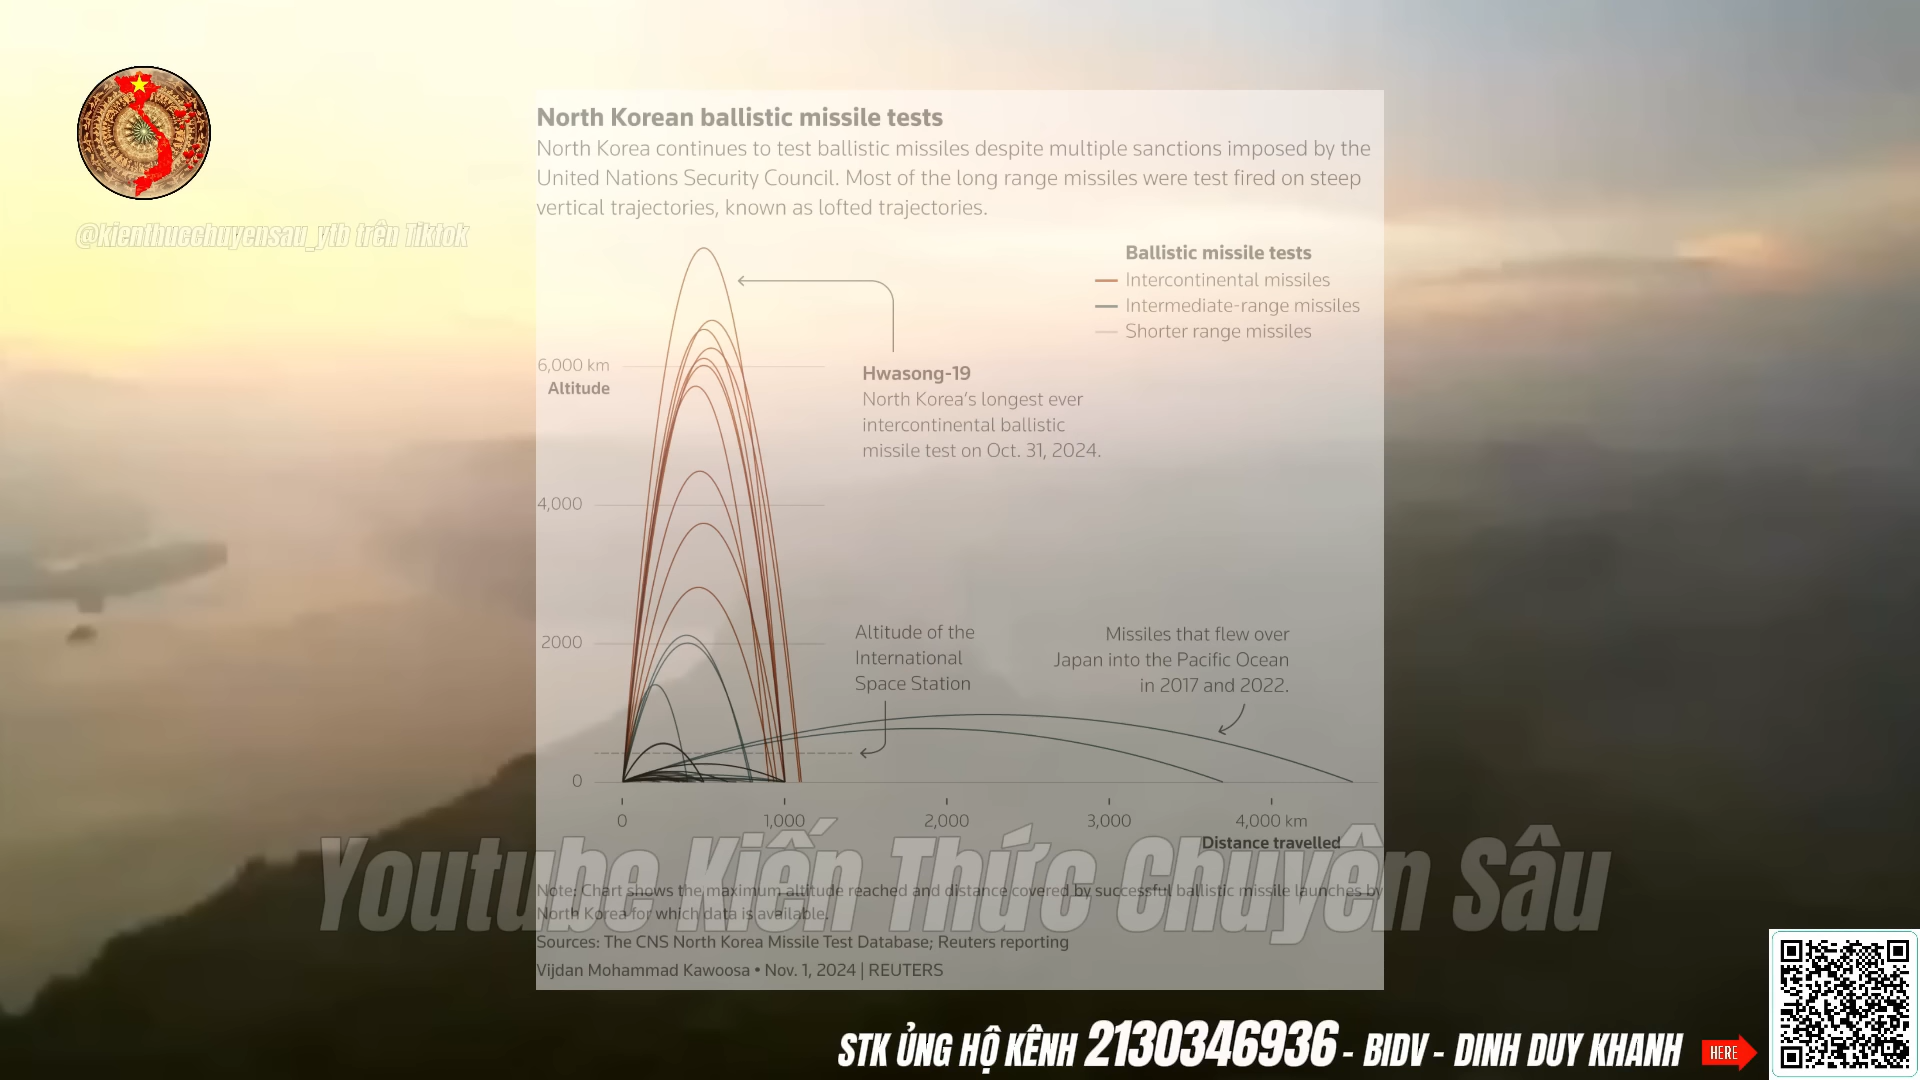 @kienthucchuyensau_ytb trên Tiktok
North Korean ballistic missile tests
North Korea continues to test ballistic missiles despite multiple sanctions imposed by the
United Nations Security Council. Most of the long range missiles were test fired on steep
vertical trajectories, known as lofted trajectories.
Ballistic missile tests
Intercontinental missiles
Intermediate-range missiles
Shorter range missiles
6,000 km
Altitude
Hwasong-19
North Korea's longest ever
intercontinental ballistic
missile test on Oct. 31, 2024.
4,000
2000
Altitude of the
International
Space Station
Missiles that flew over
Japan into the Pacific Ocean
in 2017 and 2022.
0
0
1,000
2,000
3,000
4,000 km
Distance travelled
Youtube Kiến Thức Chuyên Sâu
Note: Chart shows the maximum altitude reached and distance covered by successful ballistic missile launches by
North Korea for which data is available.
Sources: The CNS North Korea Missile Test Database; Reuters reporting
Vijdan Mohammad Kawoosa • Nov. 1, 2024 | REUTERS
STK ỦNG HỘ KÊNH 2130346936 - BIDV - DINH DUY KHANH
HERE